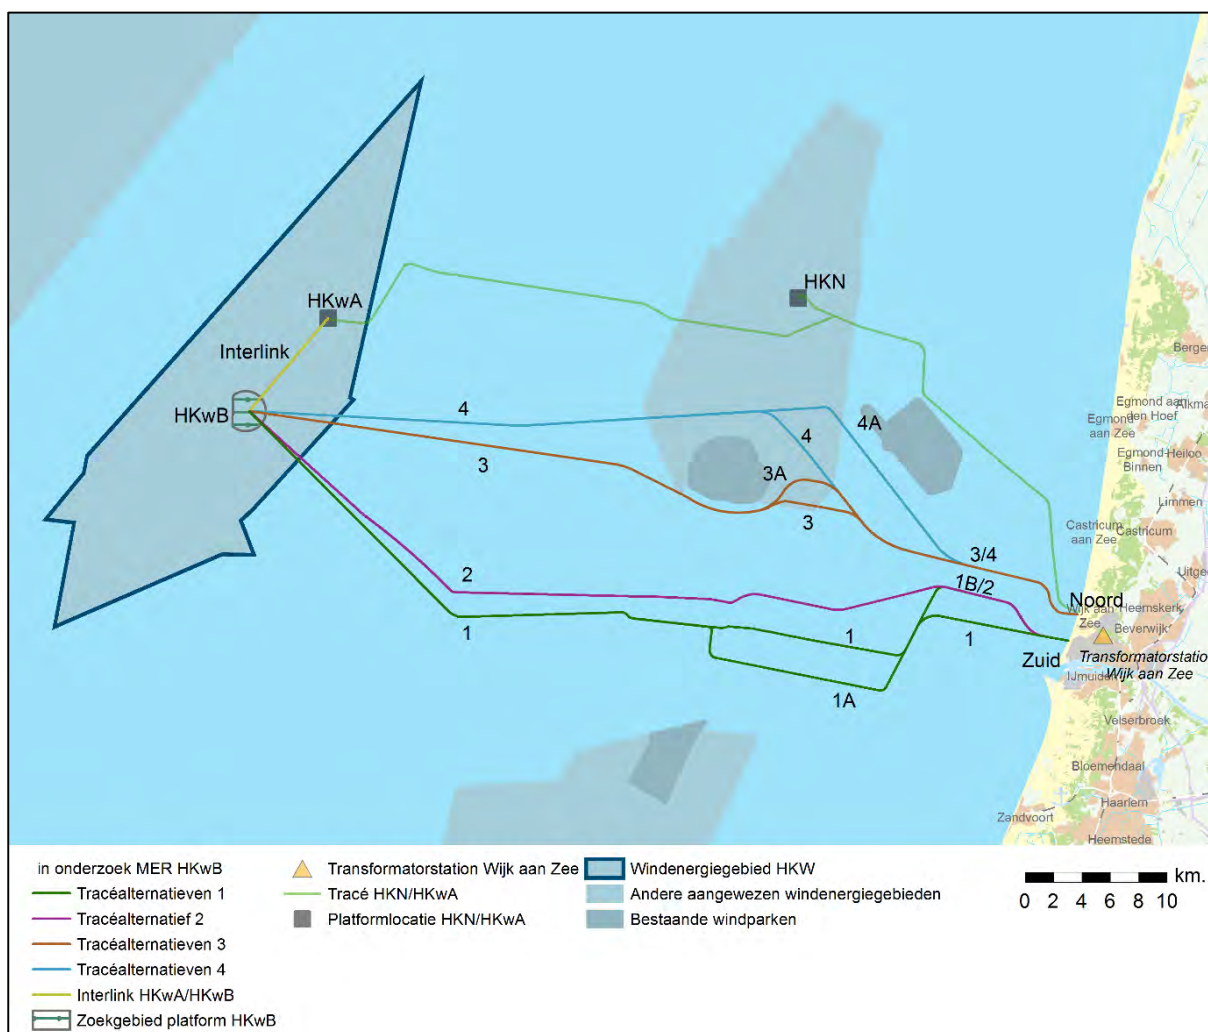 HKN
HKwA
Interlink
Bergen
HKwB
4
Egmond aan
den Hoef
Alkma
Egmond
aan Zee
4A
4
Egmond-
Binnen
Heiloo
3
3A
Limmen
3
Castricum
aan Zee
Castricum
3/4
Uitgee
2
1B/2
Noord
Wijk aan
Zee
Heemskerk
1
1
1
Beverwijk
Zuid
Transformatorstation
Wijk aan Zee
IJmuiden
1A
Velserbroek
Bloemendaal
Haarlem
Zandvoort
Heemstede
in onderzoek MER HKwB
Tracéalternatieven 1
Tracéalternatief 2
Tracéalternatieven 3
Tracéalternatieven 4
Interlink HKwA/HKwB
Zoekgebied platform HKwB
Transformatorstation Wijk aan Zee
Tracé HKN/HKwA
Platformlocatie HKN/HKwA
Windenergiegebied HKW
Andere aangewezen windenergiegebieden
Bestaande windparken
km.
0 2 4 6 8 10